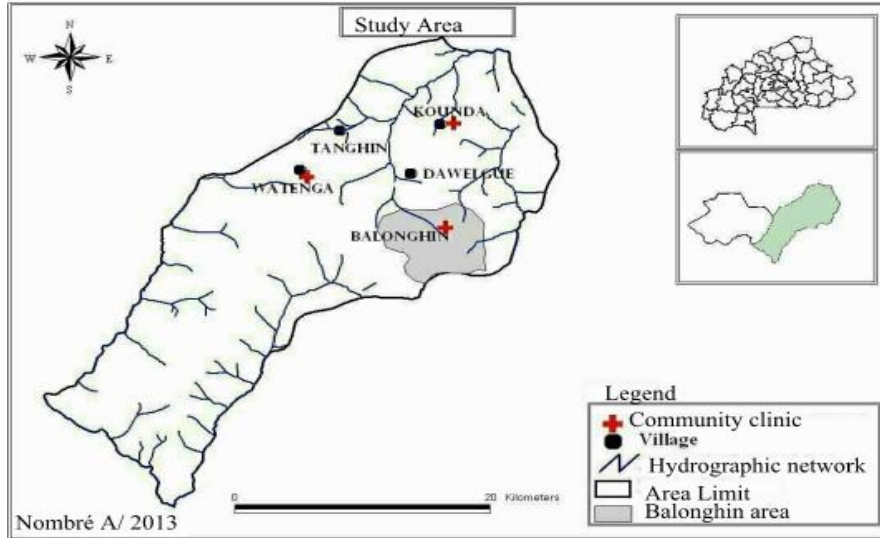 Study Area
N
W E
S
KOUNDA
TANGHIN
DAWELGUE
WATENGA
BALONGHIN
Legend
Community clinic
Village
Hydrographic network
Area Limit
Balonghin area
0 20 Kilometers
Nombré A/ 2013